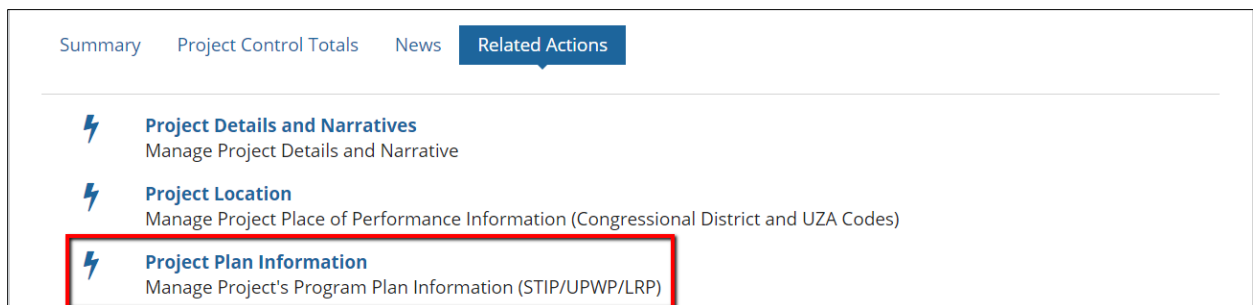 Summary Project Control Totals News Related Actions
Project Details and Narratives
Manage Project Details and Narrative
Project Location
Manage Project Place of Performance Information (Congressional District and UZA Codes)
Project Plan Information
Manage Project's Program Plan Information (STIP/UPWP/LRP)